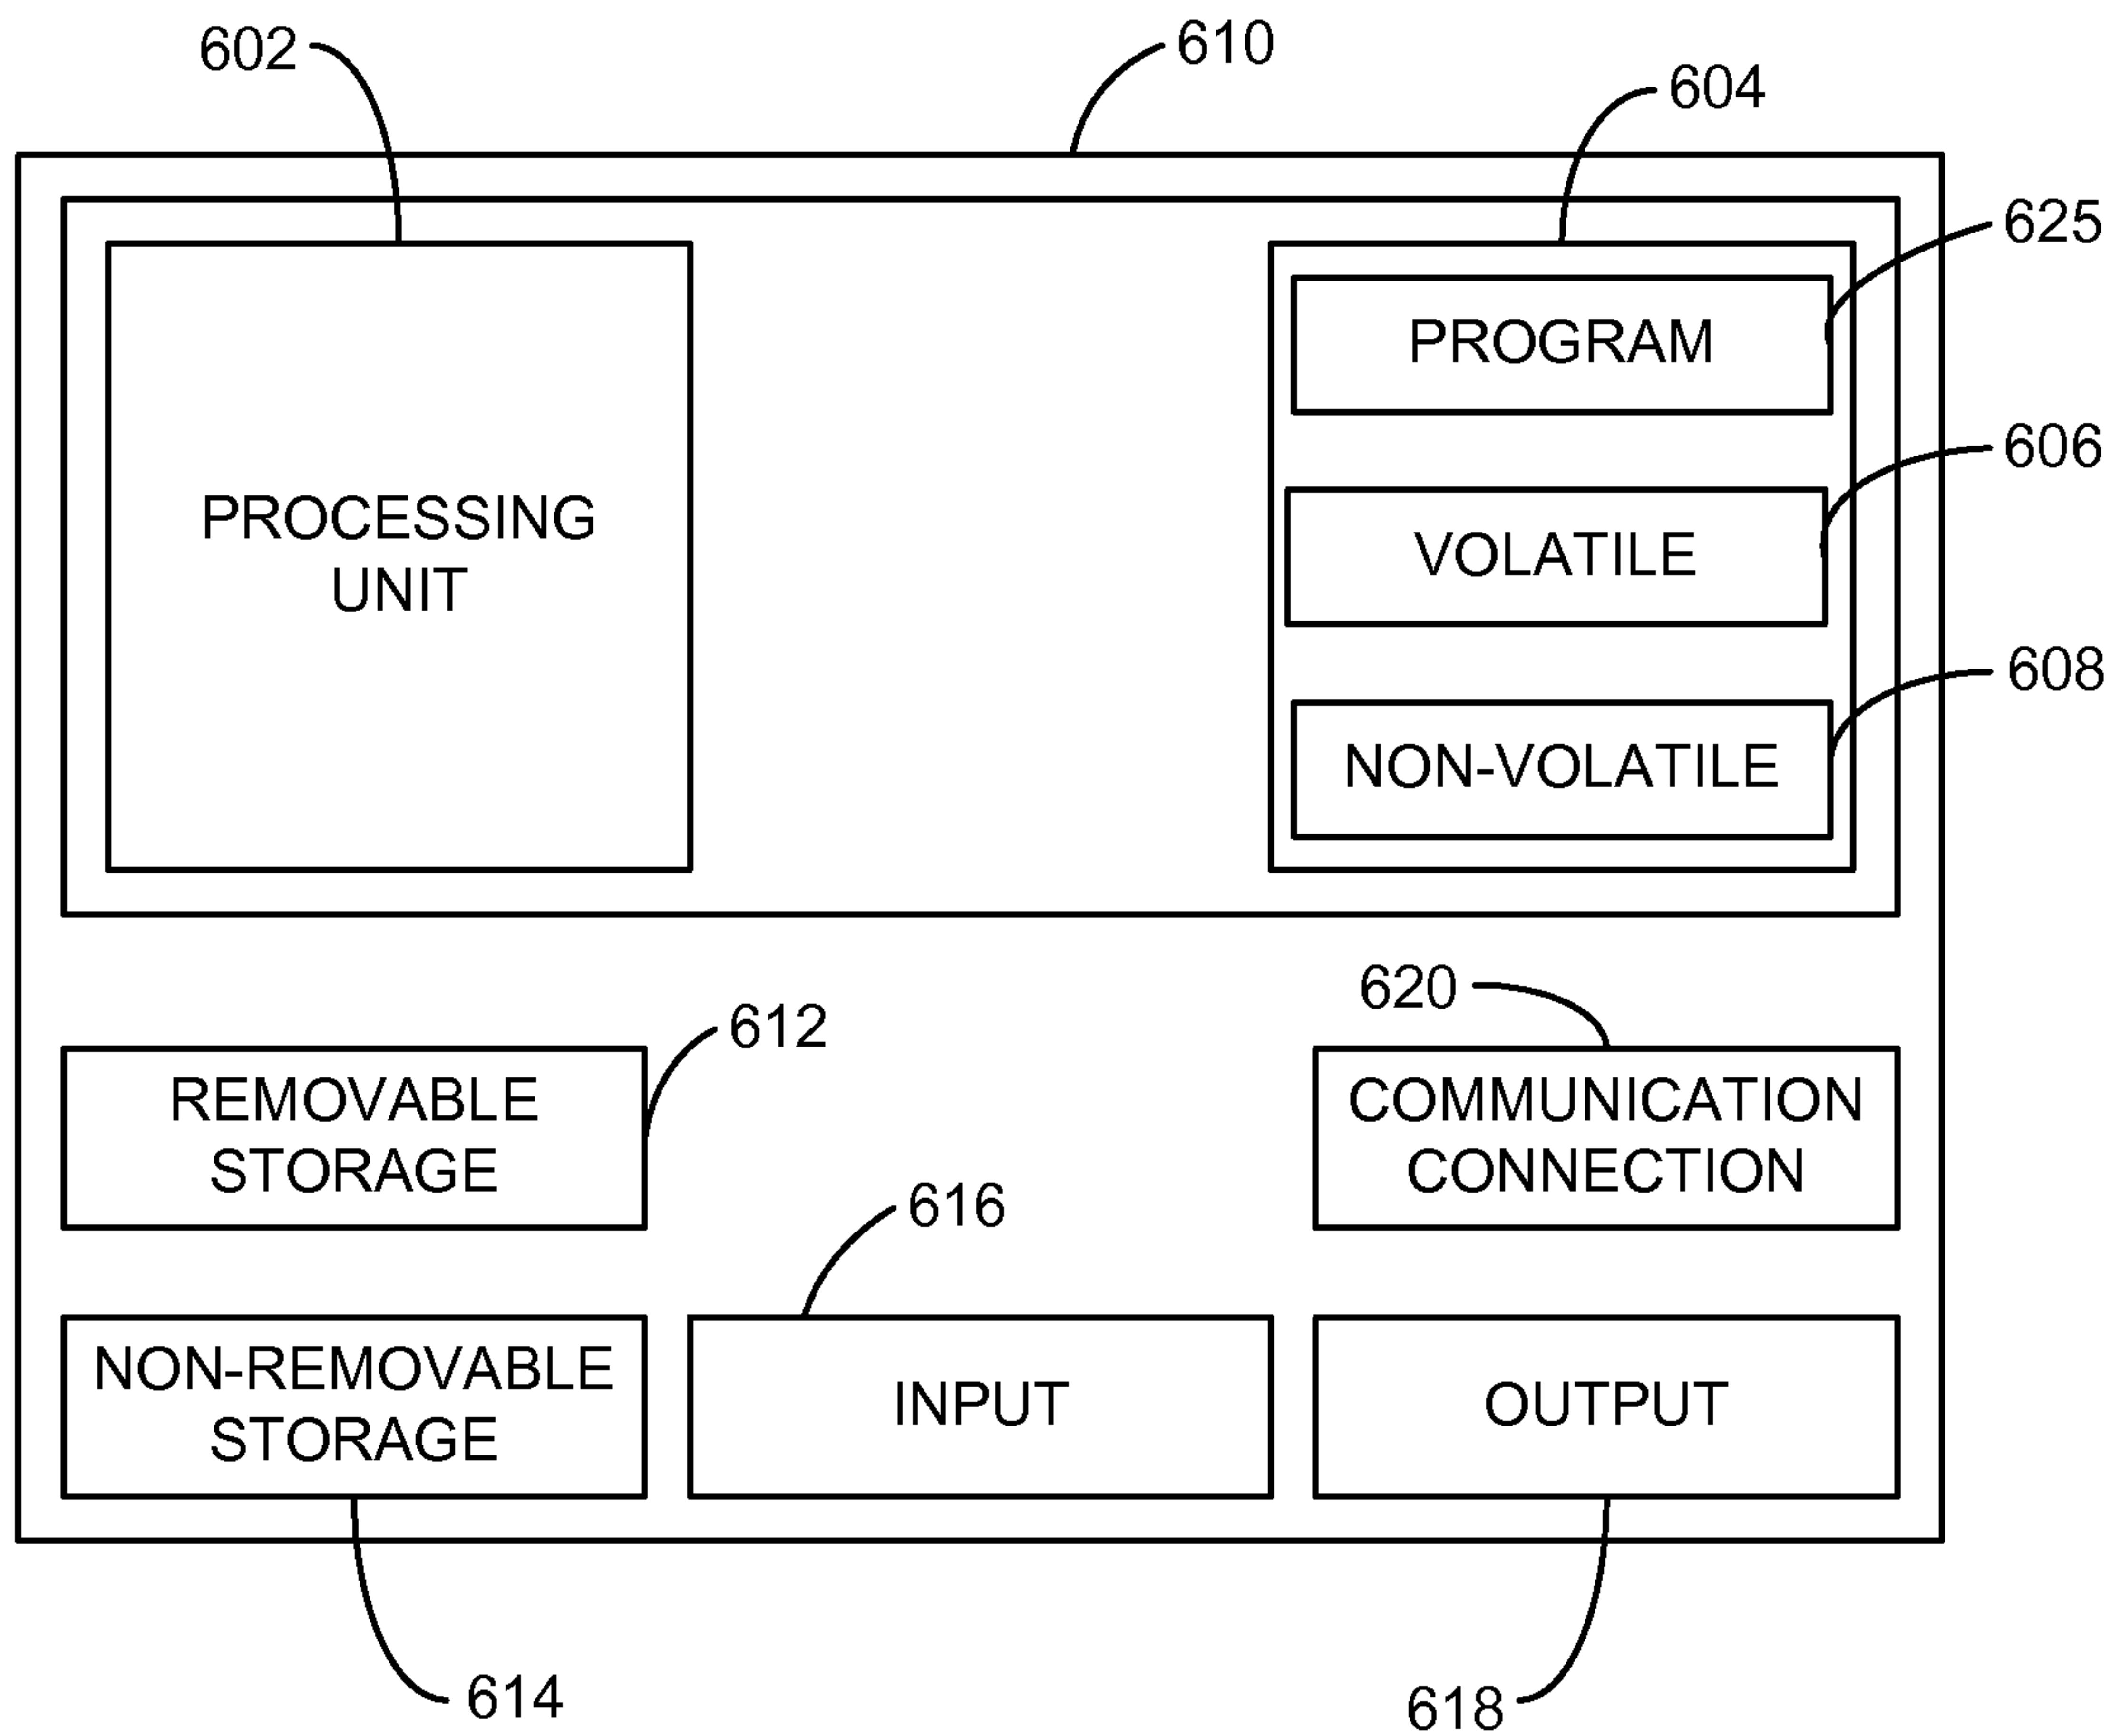 602
610
604
625
PROGRAM
606
PROCESSING
UNIT
VOLATILE
608
NON-VOLATILE
620
612
REMOVABLE
STORAGE
COMMUNICATION
CONNECTION
616
NON-REMOVABLE
STORAGE
INPUT
OUTPUT
614
618